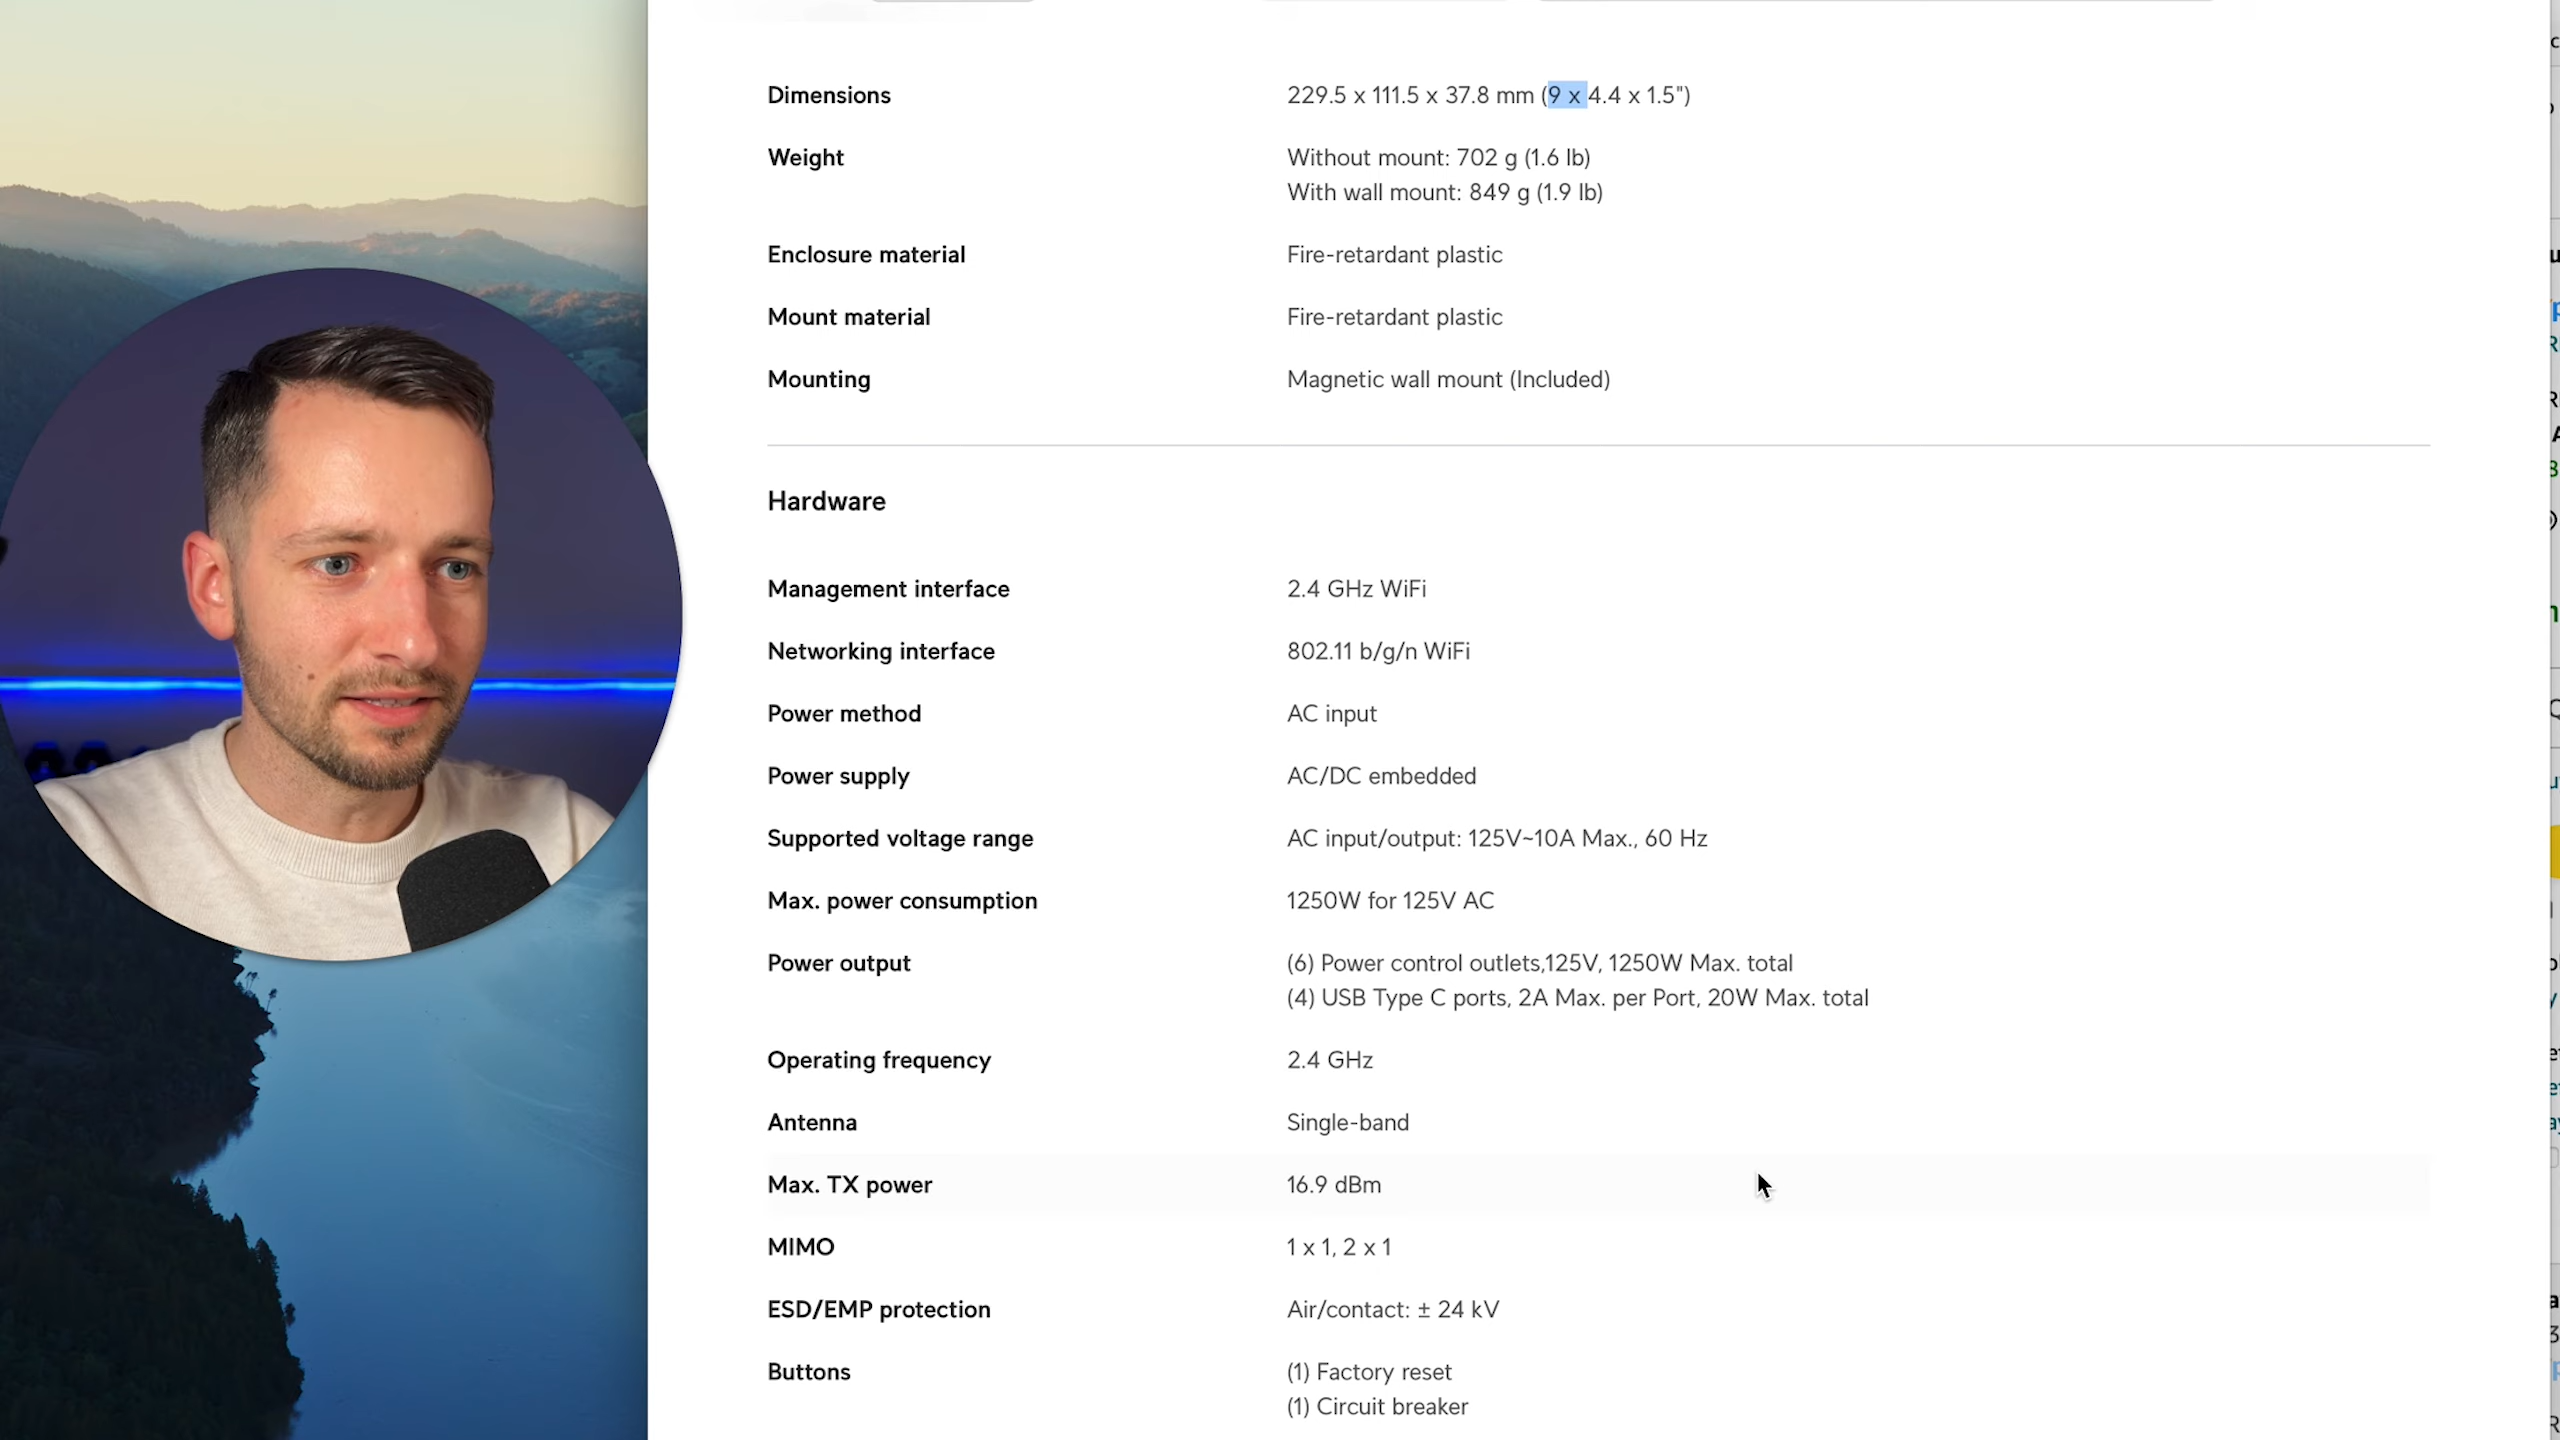 Dimensions
229.5 x 111.5 x 37.8 mm (9 x 4.4 x 1.5")
Weight
Without mount: 702 g (1.6 lb)
With wall mount: 849 g (1.9 lb)
Enclosure material
Fire-retardant plastic
Mount material
Fire-retardant plastic
Mounting
Magnetic wall mount (Included)
Hardware
Management interface
2.4 GHz WiFi
Networking interface
802.11 b/g/n WiFi
Power method
AC input
Power supply
AC/DC embedded
Supported voltage range
AC input/output: 125V~10A Max., 60 Hz
Max. power consumption
1250W for 125V AC
Power output
(6) Power control outlets,125V, 1250W Max. total
(4) USB Type C ports, 2A Max. per Port, 20W Max. total
Operating frequency
2.4 GHz
Antenna
Single-band
Max. TX power
16.9 dBm
MIMO
1 x 1, 2 x 1
ESD/EMP protection
Air/contact: ± 24 kV
Buttons
(1) Factory reset
(1) Circuit breaker